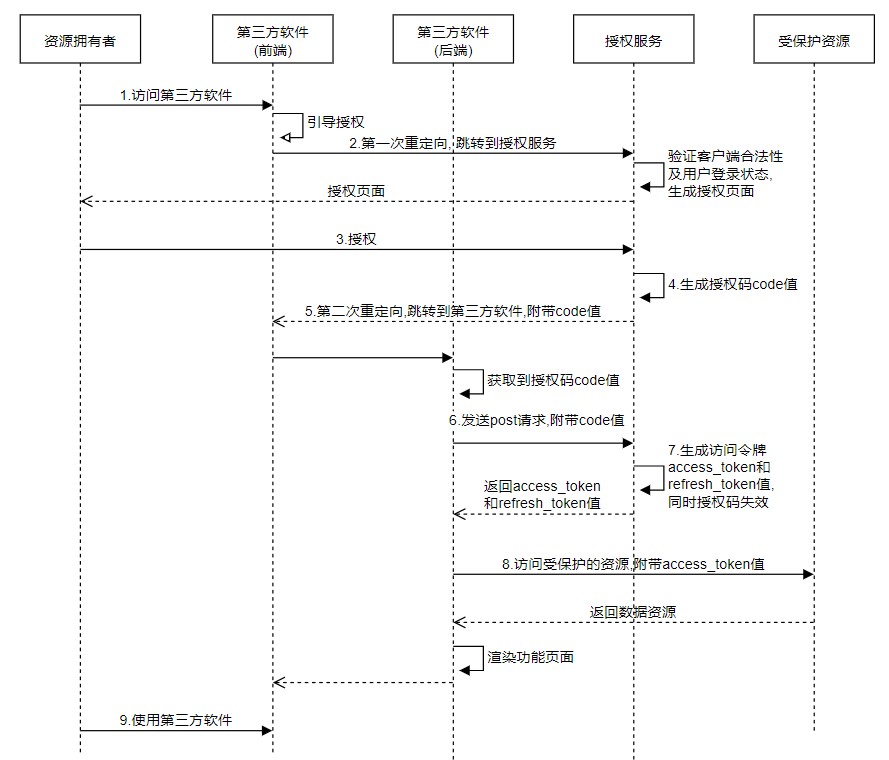 资源拥有者
第三方软件
(前端)
第三方软件
(后端)
授权服务
受保护资源
1.访问第三方软件
引导授权
2.第一次重定向, 跳转到授权服务
验证客户端合法性
及用户登录状态,
生成授权页面
授权页面
3.授权
4.生成授权码code值
5.第二次重定向,跳转到第三方软件,附带code值
获取到授权码code值
6.发送post请求,附带code值
7.生成访问令牌
access_token和
refresh_token值,
同时授权码失效
返回access_token
和refresh_token值
8.访问受保护的资源,附带access_token值
返回数据资源
渲染功能页面
9.使用第三方软件